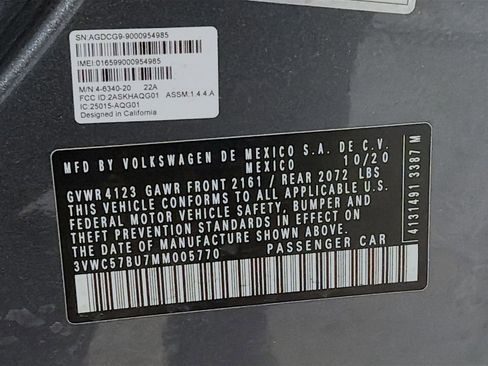 SN:AGDCG9-9000954985
IMEI:016599000954985
M/N 4-6340-20 22A
FCC ID:2ASKHAQG01 ASSM:1.4.4.A
IC:25015-AQG01
Designed in California
MFD BY VOLKSWAGEN DE MEXICO S.A. DE C.V.
MEXICO 10/20
GVWR 4123 GAWR FRONT 2161 / REAR 2072 LBS
THIS VEHICLE CONFORMS TO ALL APPLICABLE U.S.
FEDERAL MOTOR VEHICLE SAFETY, BUMPER AND
THEFT PREVENTION STANDARDS IN EFFECT ON
THE DATE OF MANUFACTURE SHOWN ABOVE.
3VWC57BU7MM005770 PASSENGER CAR
4131491 3387 M